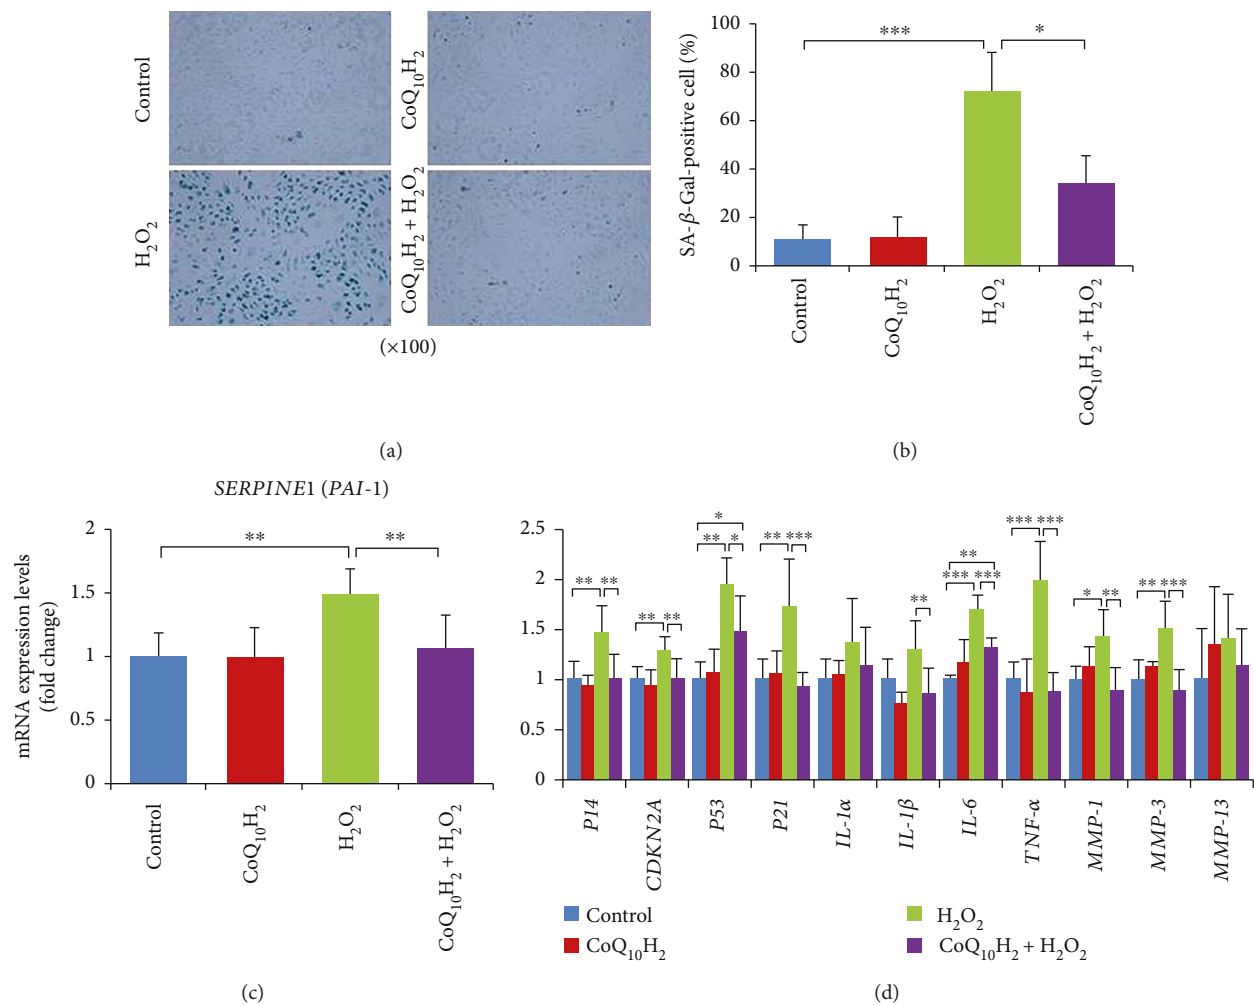 Control
CoQ₁₀H₂
H₂O₂
CoQ₁₀H₂ + H₂O₂
(×100)
(a)
SA-β-Gal-positive cell (%)
100
80
60
40
20
0
***
*
Control
CoQ₁₀H₂
H₂O₂
CoQ₁₀H₂ + H₂O₂
(b)
SERPINE1 (PAI-1)
mRNA expression levels
(fold change)
2
1.5
1
0.5
0
**
**
Control
CoQ₁₀H₂
H₂O₂
CoQ₁₀H₂ + H₂O₂
(c)
2.5
2
1.5
1
0.5
0
** **
** **
*
** *
** ***
**
**
*** ***
*** ***
* **
** ***
P14
CDKN2A
P53
P21
IL-1α
IL-1β
IL-6
TNF-α
MMP-1
MMP-3
MMP-13
Control
H₂O₂
CoQ₁₀H₂
CoQ₁₀H₂ + H₂O₂
(d)